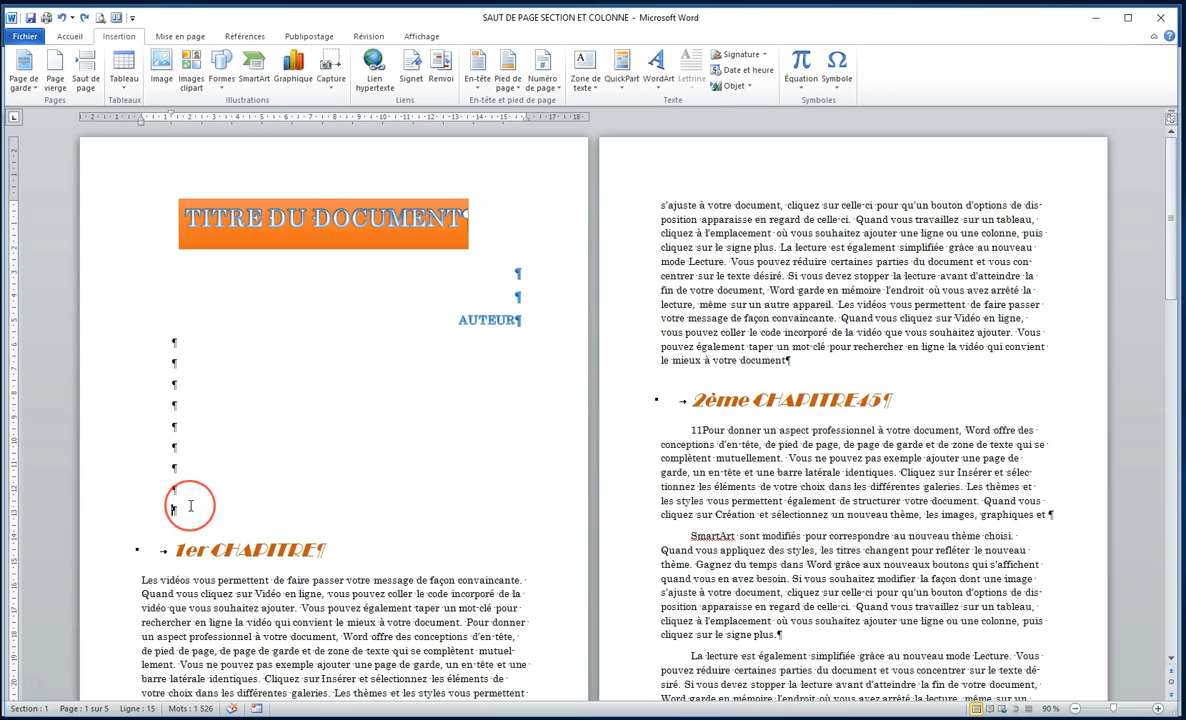 SAUT DE PAGE SECTION ET COLONNE - Microsoft Word
Fichier Accueil Insertion Mise en page Références Publipostage Révision Affichage
Page de garde Page vierge Saut de page Tableau Image Images clipart Formes SmartArt Graphique Capture Lien hypertexte Signet Renvoi En-tête Pied de page Numéro de page Zone de texte QuickPart WordArt Lettrine Signature Date et heure Objet Équation Symbole
Pages Tableaux Illustrations Liens En-tête et pied de page Texte Symboles
TITRE DU DOCUMENT¶
¶
¶
AUTEUR¶
¶
¶
¶
¶
¶
¶
¶
¶
¶
1er CHAPITRE¶
Les vidéos vous permettent de faire passer votre message de façon convaincante.
Quand vous cliquez sur Vidéo en ligne, vous pouvez coller le code incorporé de la
vidéo que vous souhaitez ajouter. Vous pouvez également taper un mot-clé pour
rechercher en ligne la vidéo qui convient le mieux à votre document. Pour donner
un aspect professionnel à votre document, Word offre des conceptions d'en-tête,
de pied de page, de page de garde et de zone de texte qui se complètent mutuel-
lement. Vous ne pouvez pas exemple ajouter une page de garde, un en-tête et une
barre latérale identiques. Cliquez sur Insérer et sélectionnez les éléments de
votre choix dans les différentes galeries. Les thèmes et les styles vous permettent
s'ajuste à votre document, cliquez sur celle-ci pour qu'un bouton d'options de dis-
position apparaisse en regard de celle-ci. Quand vous travaillez sur un tableau,
cliquez à l'emplacement où vous souhaitez ajouter une ligne ou une colonne, puis
cliquez sur le signe plus. La lecture est également simplifiée grâce au nouveau
mode Lecture. Vous pouvez réduire certaines parties du document et vous con-
centrer sur le texte désiré. Si vous devez stopper la lecture avant d'atteindre la
fin de votre document, Word garde en mémoire l'endroit où vous avez arrêté la
lecture, même sur un autre appareil. Les vidéos vous permettent de faire passer
votre message de façon convaincante. Quand vous cliquez sur Vidéo en ligne,
vous pouvez coller le code incorporé de la vidéo que vous souhaitez ajouter. Vous
pouvez également taper un mot-clé pour rechercher en ligne la vidéo qui convient
le mieux à votre document¶
2ème CHAPITRE45¶
11Pour donner un aspect professionnel à votre document, Word offre des
conceptions d'en-tête, de pied de page, de page de garde et de zone de texte qui se
complètent mutuellement. Vous ne pouvez pas exemple ajouter une page de
garde, un en-tête et une barre latérale identiques. Cliquez sur Insérer et sélec-
tionnez les éléments de votre choix dans les différentes galeries. Les thèmes et
les styles vous permettent également de structurer votre document. Quand vous
cliquez sur Création et sélectionnez un nouveau thème, les images, graphiques et ¶
SmartArt sont modifiés pour correspondre au nouveau thème choisi.
Quand vous appliquez des styles, les titres changent pour refléter le nouveau
thème. Gagnez du temps dans Word grâce aux nouveaux boutons qui s'affichent
quand vous en avez besoin. Si vous souhaitez modifier la façon dont une image
s'ajuste à votre document, cliquez sur celle-ci pour qu'un bouton d'options de dis-
position apparaisse en regard de celle-ci. Quand vous travaillez sur un tableau,
cliquez à l'emplacement où vous souhaitez ajouter une ligne ou une colonne, puis
cliquez sur le signe plus.¶
La lecture est également simplifiée grâce au nouveau mode Lecture. Vous
pouvez réduire certaines parties du document et vous concentrer sur le texte dé-
siré. Si vous devez stopper la lecture avant d'atteindre la fin de votre document,
Word garde en mémoire l'endroit où vous avez arrêté la lecture, même sur un
Section : 1 Page : 1 sur 5 Ligne : 15 Mots : 1 526 90 %